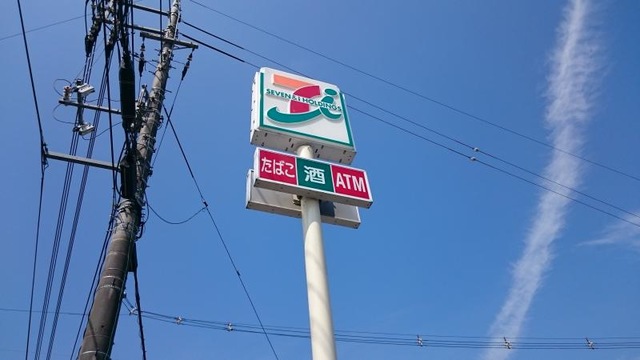 SEVEN & I HOLDINGS
たばこ 酒 ATM